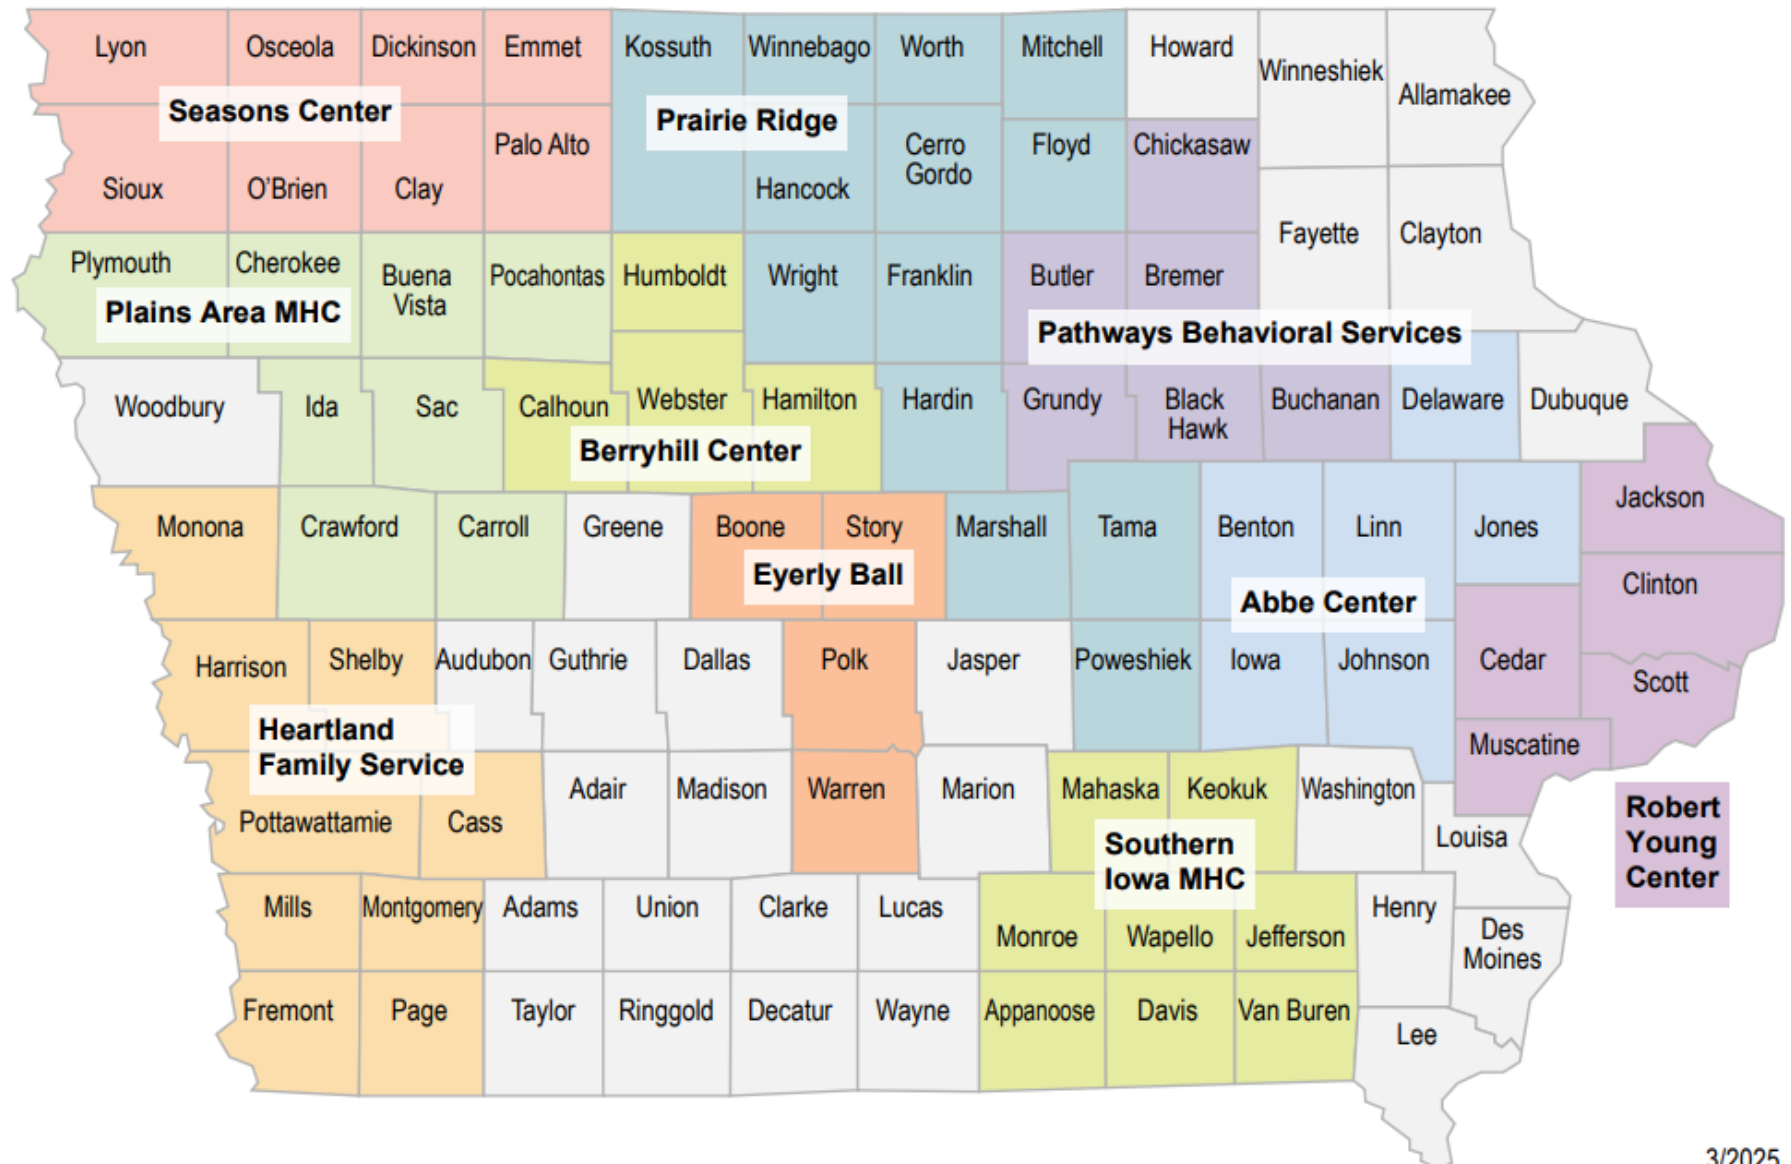 Lyon
Osceola
Dickinson
Emmet
Kossuth
Winnebago
Worth
Mitchell
Howard
Winneshiek
Allamakee
Seasons Center
Prairie Ridge
Palo Alto
Cerro
Gordo
Floyd
Chickasaw
Sioux
O'Brien
Clay
Hancock
Fayette
Clayton
Plymouth
Cherokee
Buena
Vista
Pocahontas
Humboldt
Wright
Franklin
Butler
Bremer
Plains Area MHC
Pathways Behavioral Services
Woodbury
Ida
Sac
Calhoun
Webster
Hamilton
Hardin
Grundy
Black
Hawk
Buchanan
Delaware
Dubuque
Berryhill Center
Jackson
Monona
Crawford
Carroll
Greene
Boone
Story
Marshall
Tama
Benton
Linn
Jones
Eyerly Ball
Clinton
Abbe Center
Harrison
Shelby
Audubon
Guthrie
Dallas
Polk
Jasper
Poweshiek
Iowa
Johnson
Cedar
Scott
Heartland
Family Service
Muscatine
Pottawattamie
Cass
Adair
Madison
Warren
Marion
Mahaska
Keokuk
Washington
Louisa
Robert
Young
Center
Southern
Iowa MHC
Mills
Montgomery
Adams
Union
Clarke
Lucas
Monroe
Wapello
Jefferson
Henry
Des
Moines
Fremont
Page
Taylor
Ringgold
Decatur
Wayne
Appanoose
Davis
Van Buren
Lee
3/2025